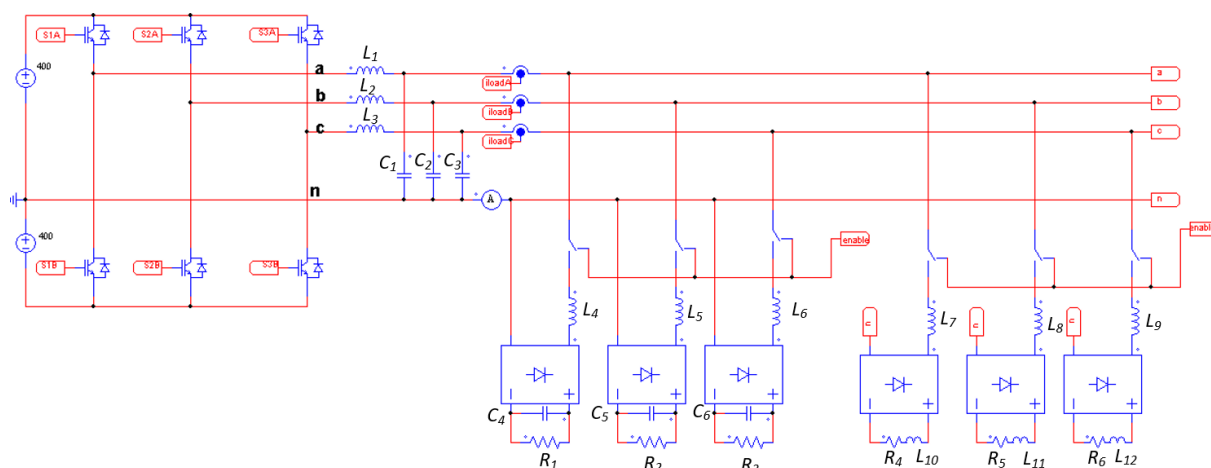 S1A
S2A
S3A
400
L1
a
iloadA
a
L2
b
iloadB
b
L3
c
iloadC
c
C1
C2
C3
n
A
n
400
enable
S1B
S2B
S3B
L4
L5
L6
n
n
n
L7
L8
L9
C4
C5
C6
R1
R2
R4
L10
R5
L11
R6
L12